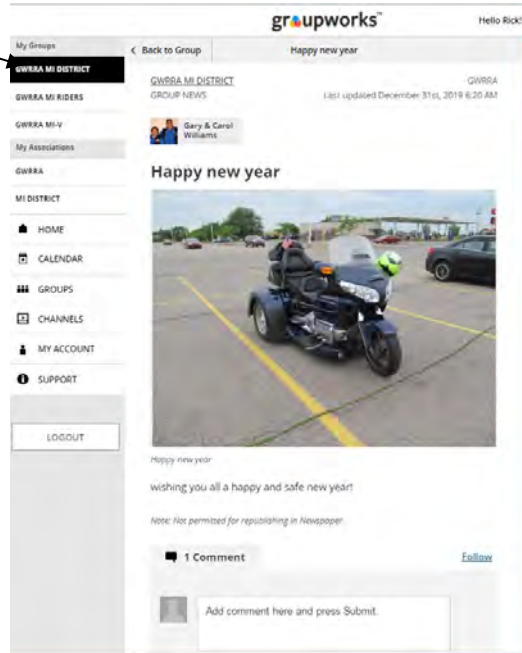 groupworks™
Hello Rick!
My Groups
GWRRA MI DISTRICT
GWRRA MI RIDERS
GWRRA MI-V
My Associations
GWRRA
MI DISTRICT
HOME
CALENDAR
GROUPS
CHANNELS
MY ACCOUNT
SUPPORT
LOGOUT
< Back to Group
Happy new year
GWRRA MI DISTRICT
GWRRA
GROUP NEWS
Last updated December 31st, 2019 6:20 AM
Gary & Carol
Williams
Happy new year
Happy new year
wishing you all a happy and safe new year!
Note: Not permitted for republishing in Newspaper.
1 Comment
Follow
Add comment here and press Submit.